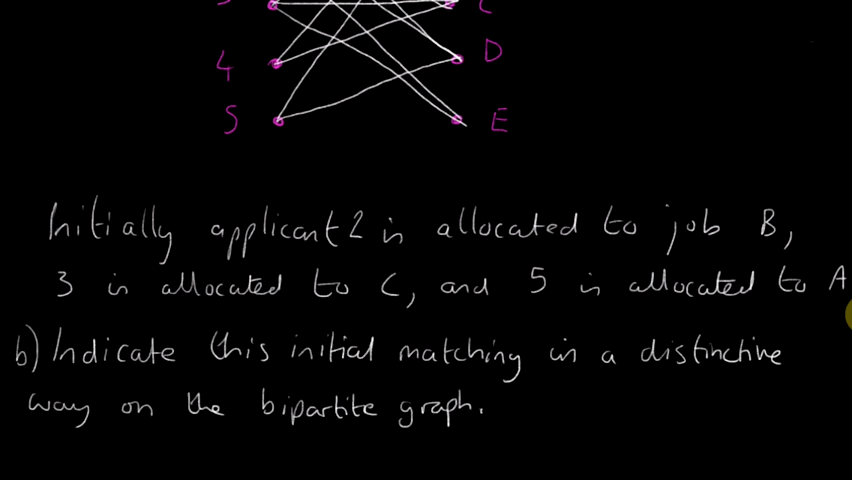 C
4
D
5
E
Initially applicant 2 is allocated to job B,
3 is allocated to C, and 5 is allocated to A
b) Indicate this initial matching in a distinctive
way on the bipartite graph.